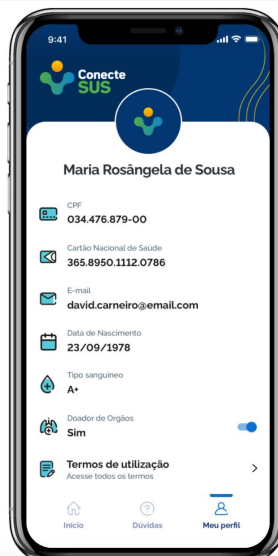 9:41
Conecte
SUS
Maria Rosângela de Sousa
CPF
034.476.879-00
Cartão Nacional de Saúde
365.8950.1112.0786
E-mail
david.carneiro@email.com
Data de Nascimento
23/09/1978
Tipo sanguineo
A+
Doador de Orgãos
Sim
Termos de utilização
Acesse todos os termos
Início
Dúvidas
Meu perfil